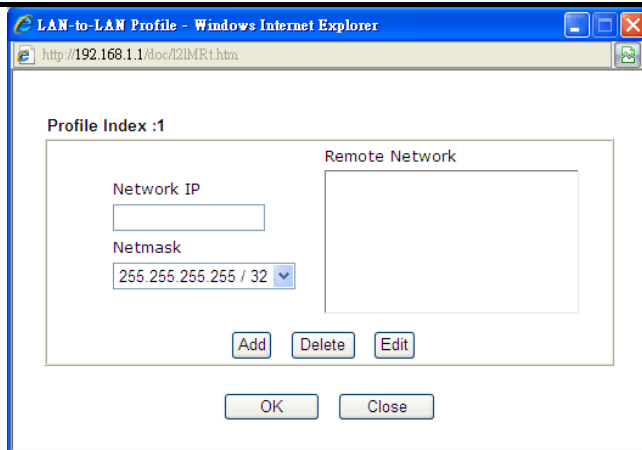 LAN-to-LAN Profile - Windows Internet Explorer
http://192.168.1.1/doc/l2lMRt.htm
Profile Index :1
Remote Network
Network IP
Netmask
255.255.255.255 / 32
Add Delete Edit
OK Close